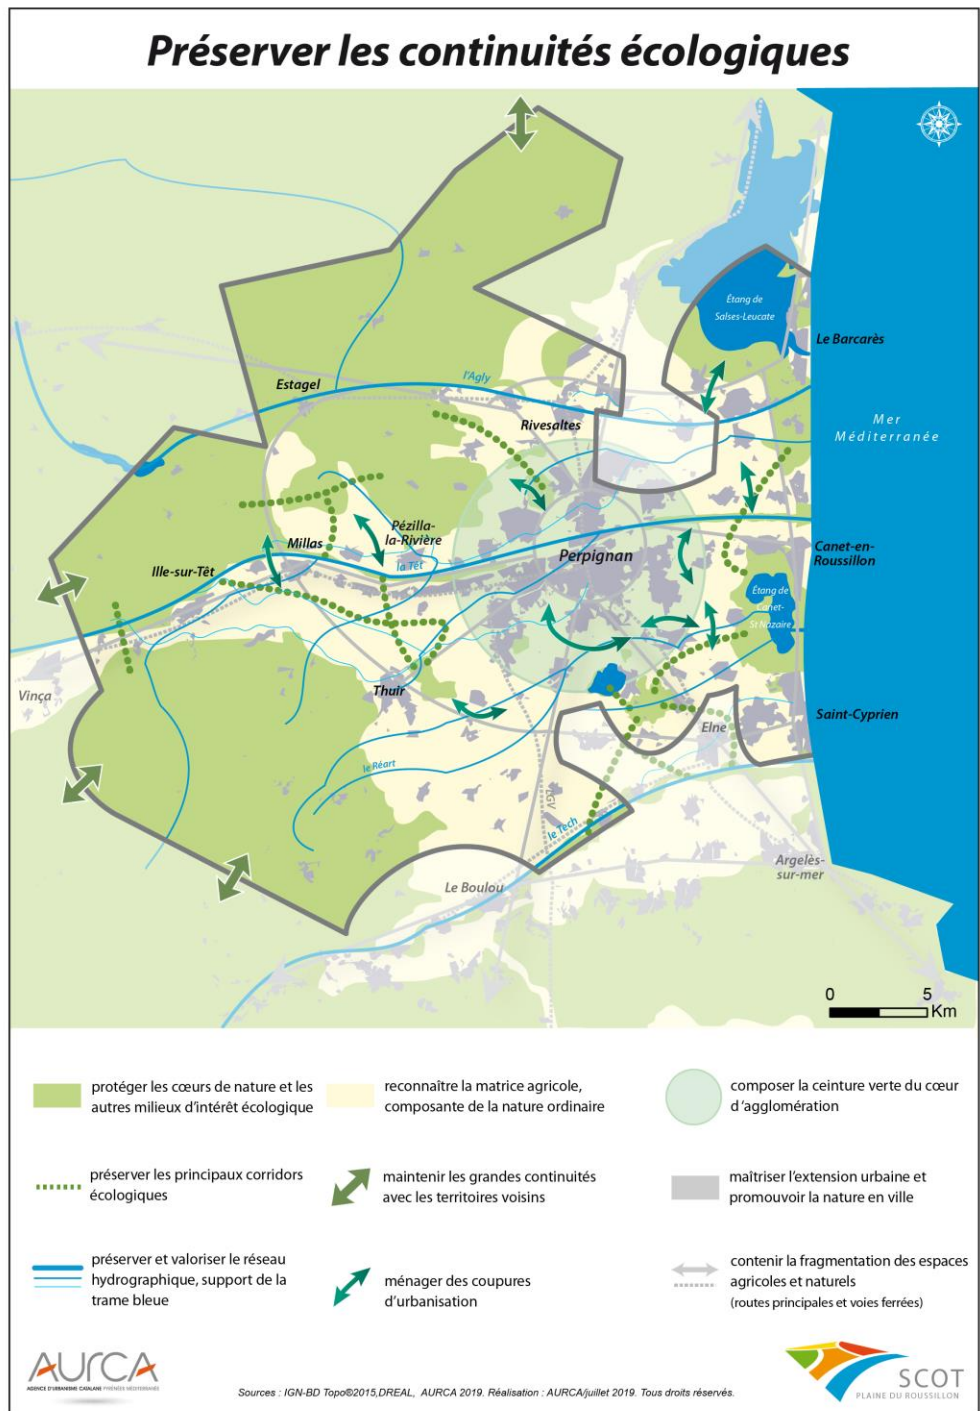 Préserver les continuités écologiques
Étang de
Salses-Leucate
Le Barcarès
Estagel
l'Agly
Rivesaltes
Mer
Méditerranée
Pézilla-
la-Rivière
Millas
la Têt
Ille-sur-Têt
Perpignan
Canet-en-
Roussillon
Étang de
Canet-
St Nazaire
Vinça
Thuir
Saint-Cyprien
Elne
le Réart
LGV
le Tech
Le Boulou
Argelès-
sur-mer
0 5
Km
protéger les cœurs de nature et les
autres milieux d'intérêt écologique
reconnaître la matrice agricole,
composante de la nature ordinaire
composer la ceinture verte du cœur
d'agglomération
préserver les principaux corridors
écologiques
maintenir les grandes continuités
avec les territoires voisins
maîtriser l'extension urbaine et
promouvoir la nature en ville
préserver et valoriser le réseau
hydrographique, support de la
trame bleue
ménager des coupures
d'urbanisation
contenir la fragmentation des espaces
agricoles et naturels
(routes principales et voies ferrées)
AURCA
AGENCE D'URBANISME CATALANE PYRÉNÉES MÉDITERRANÉE
Sources : IGN-BD Topo®2015,DREAL, AURCA 2019. Réalisation : AURCA/juillet 2019. Tous droits réservés.
SCOT
PLAINE DU ROUSSILLON